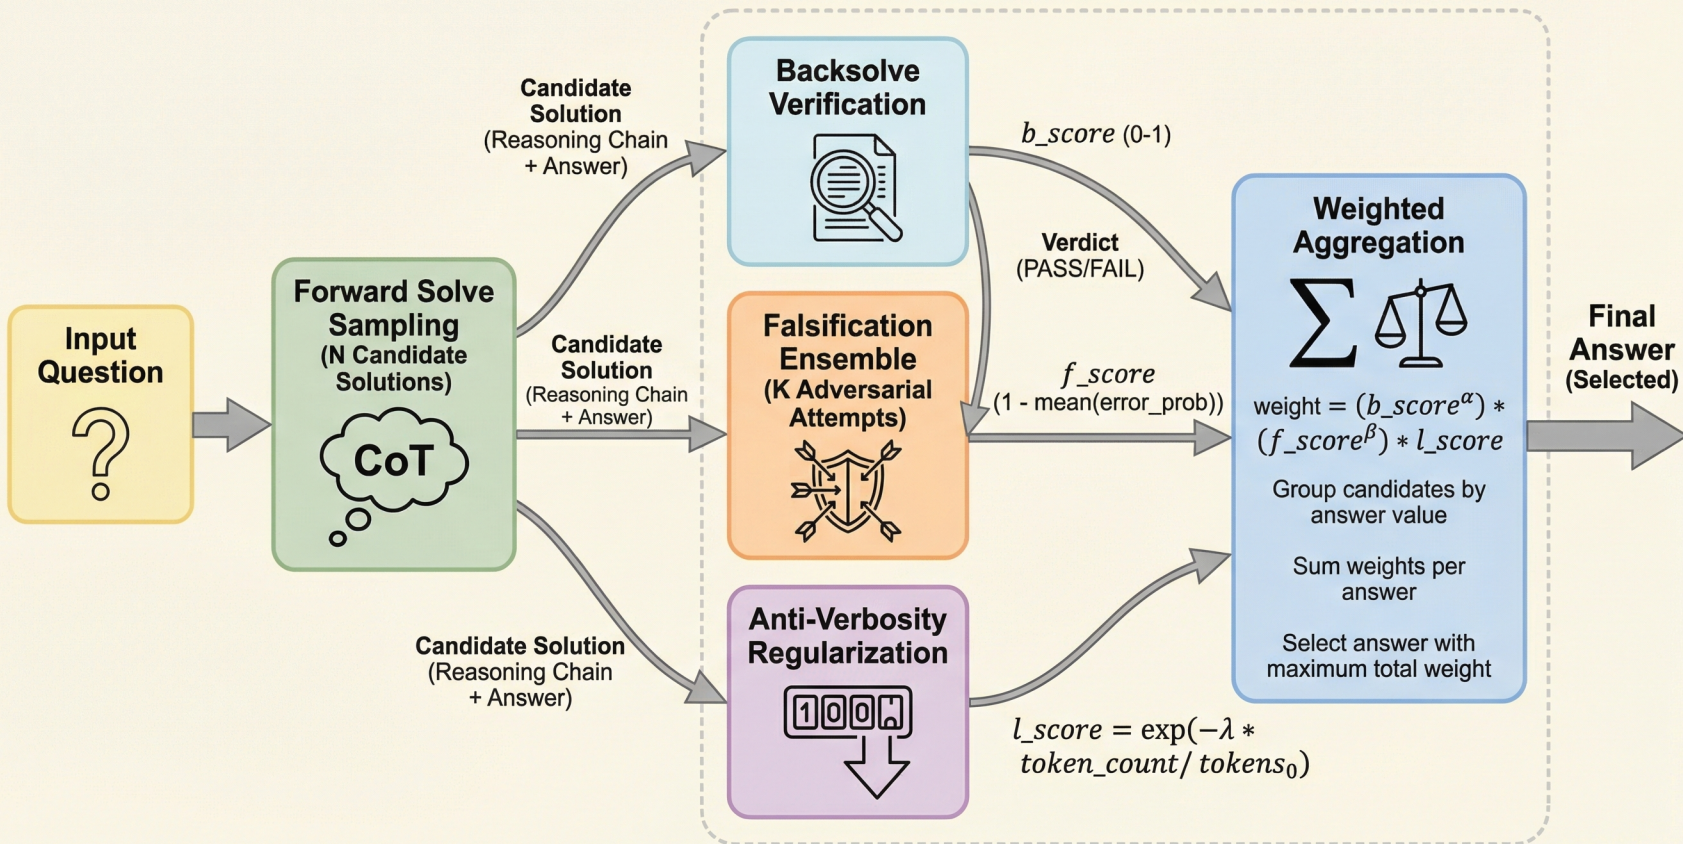 Input
Question
Forward Solve
Sampling
(N Candidate
Solutions)
CoT
Candidate
Solution
(Reasoning Chain
+ Answer)
Candidate
Solution
(Reasoning Chain
+ Answer)
Candidate Solution
(Reasoning Chain
+ Answer)
Backsolve
Verification
Falsification
Ensemble
(K Adversarial
Attempts)
Anti-Verbosity
Regularization
100
b_score (0-1)
Verdict
(PASS/FAIL)
f_score
(1 - mean(error_prob))
l_score = exp(−λ ∗
token_count/ tokens₀)
Weighted
Aggregation
Σ
weight = (b_score^α) ∗
(f_score^β) ∗ l_score
Group candidates by
answer value
Sum weights per
answer
Select answer with
maximum total weight
Final
Answer
(Selected)